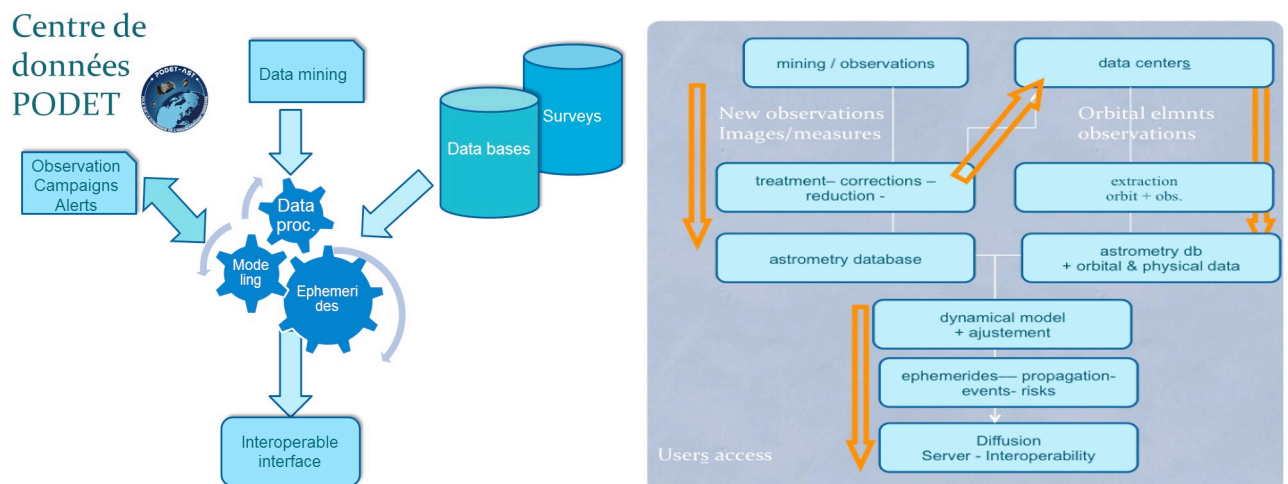 Centre de
données
PODET
PODET-AST
Data mining
Surveys
Data bases
Observation
Campaigns
Alerts
Data
proc.
Mode
ling
Ephemeri
des
Interoperable
interface
mining / observations
data centers
New observations
Images/measures
Orbital elmnts
observations
treatment– corrections –
reduction -
extraction
orbit + obs.
astrometry database
astrometry db
+ orbital & physical data
dynamical model
+ ajustement
ephemerides–– propagation-
events- risks
Diffusion
Server - Interoperability
Users access